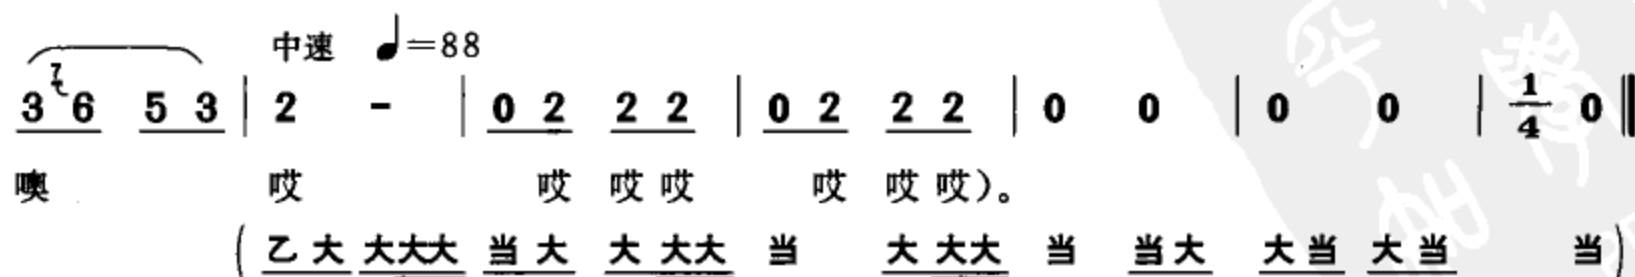 中速 ♩=88
3 7 6 5 3 | 2 - | 0 2 2 2 | 0 2 2 2 | 0 0 | 0 0 | 1/4 0 ‖
噢 哎 哎 哎 哎 哎 哎 哎)。
(乙 大 大大大 当 大 大 大大 当 大 大大 当 当大 大当 大当 当)